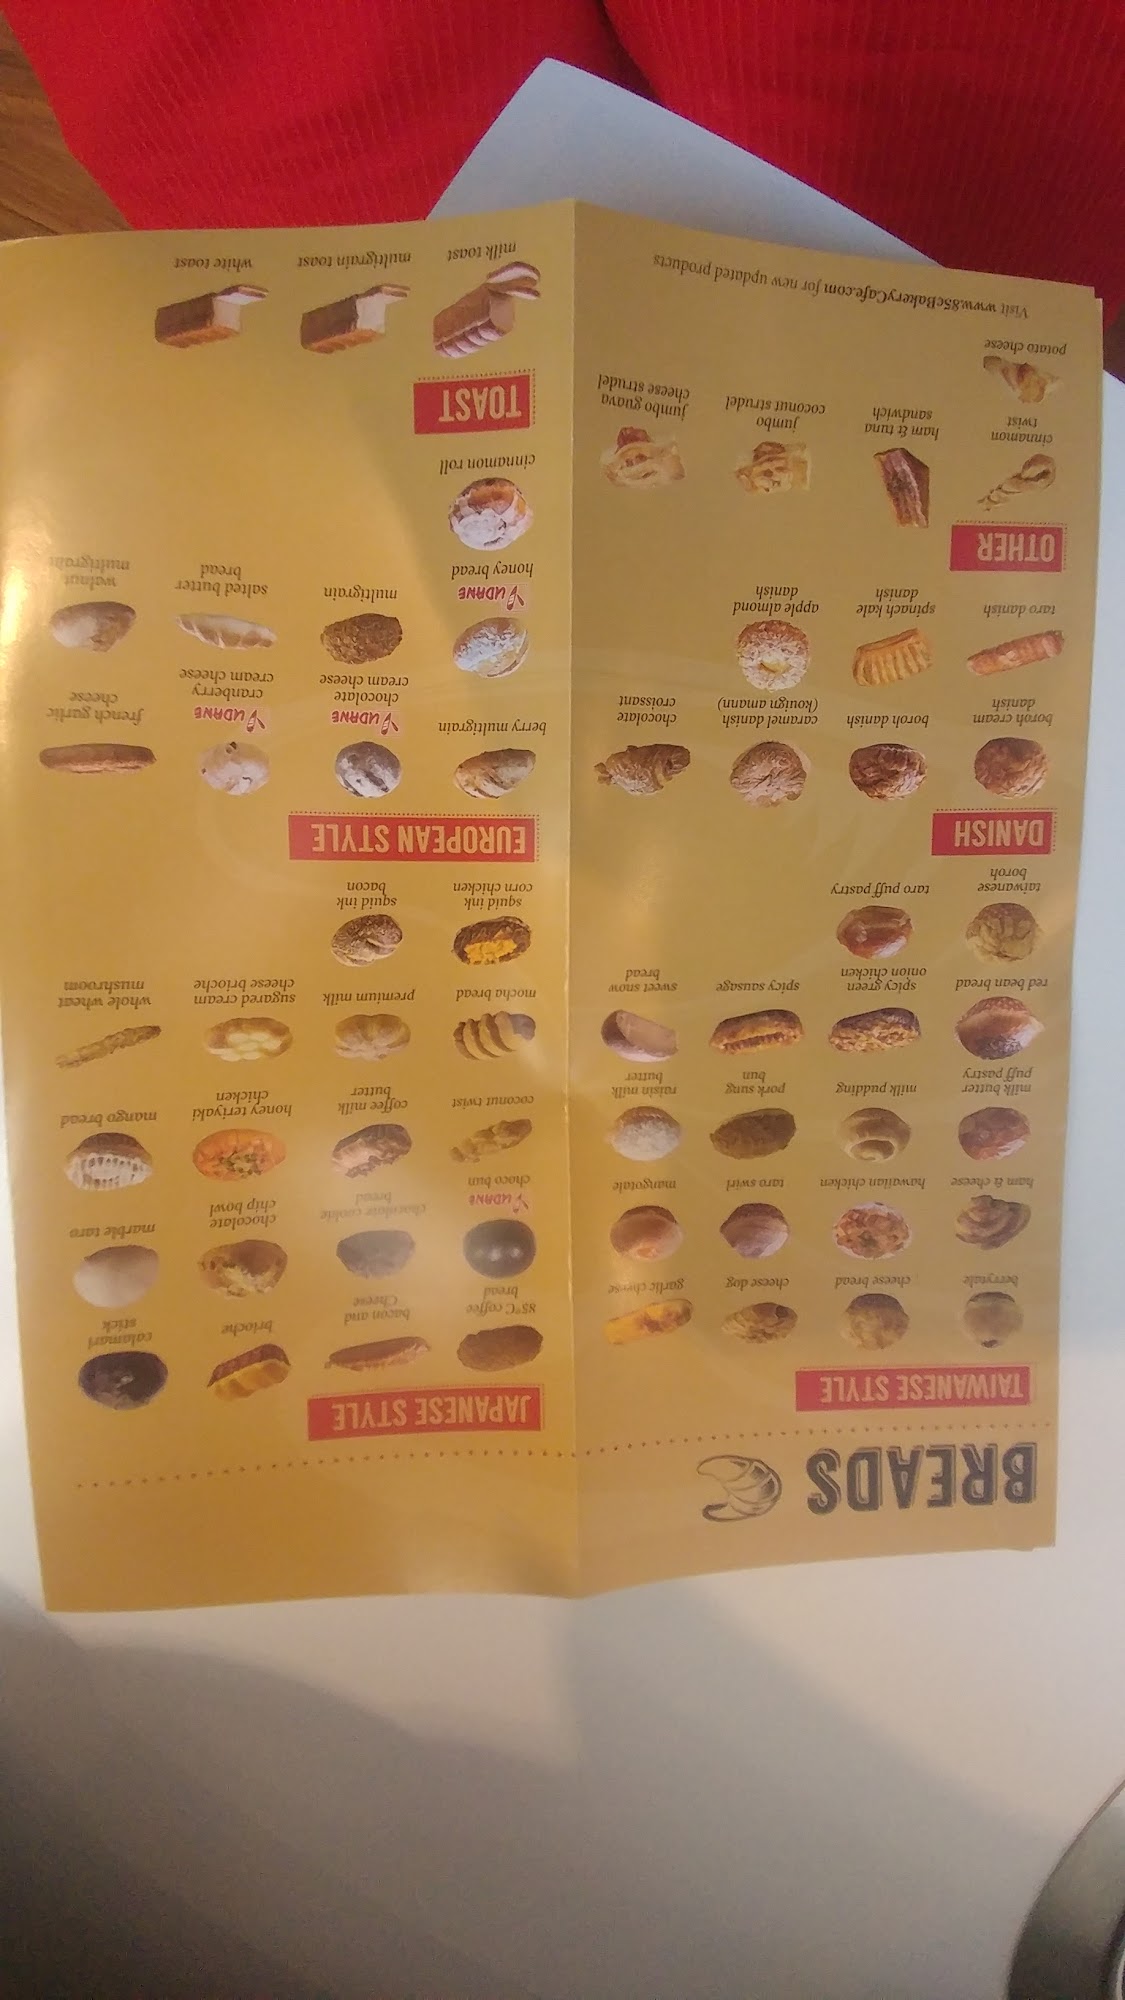 BREADS
TAIWANESE STYLE
berrytale
cheese bread
cheese dog
garlic cheese
ham & cheese
hawaiian chicken
taro swirl
mangotale
milk butter
puff pastry
milk pudding
pork sung
bun
raisin milk
butter
red bean bread
spicy green
onion chicken
spicy sausage
sweet snow
bread
taiwanese
boroh
taro puff pastry
DANISH
boroh cream
danish
boroh danish
caramel danish
(kouign amann)
chocolate
croissant
taro danish
spinach kale
danish
apple almond
danish
OTHER
cinnamon
twist
ham & tuna
sandwich
jumbo
coconut strudel
jumbo guava
cheese strudel
potato cheese
Visit www.85cBakeryCafe.com for new updated products
JAPANESE STYLE
85°C coffee
bread
bacon and
Cheese
brioche
calamari
stick
UDANE
choco bun
chocolate cookie
bread
chocolate
chip bowl
marble taro
coconut twist
coffee milk
butter
honey teriyaki
chicken
mango bread
mocha bread
premium milk
sugared cream
cheese brioche
whole wheat
mushroom
squid ink
corn chicken
squid ink
bacon
EUROPEAN STYLE
berry multigrain
UDANE
chocolate
cream cheese
UDANE
cranberry
cream cheese
french garlic
cheese
UDANE
honey bread
multigrain
salted butter
bread
walnut
multigrain
cinnamon roll
TOAST
milk toast
multigrain toast
white toast